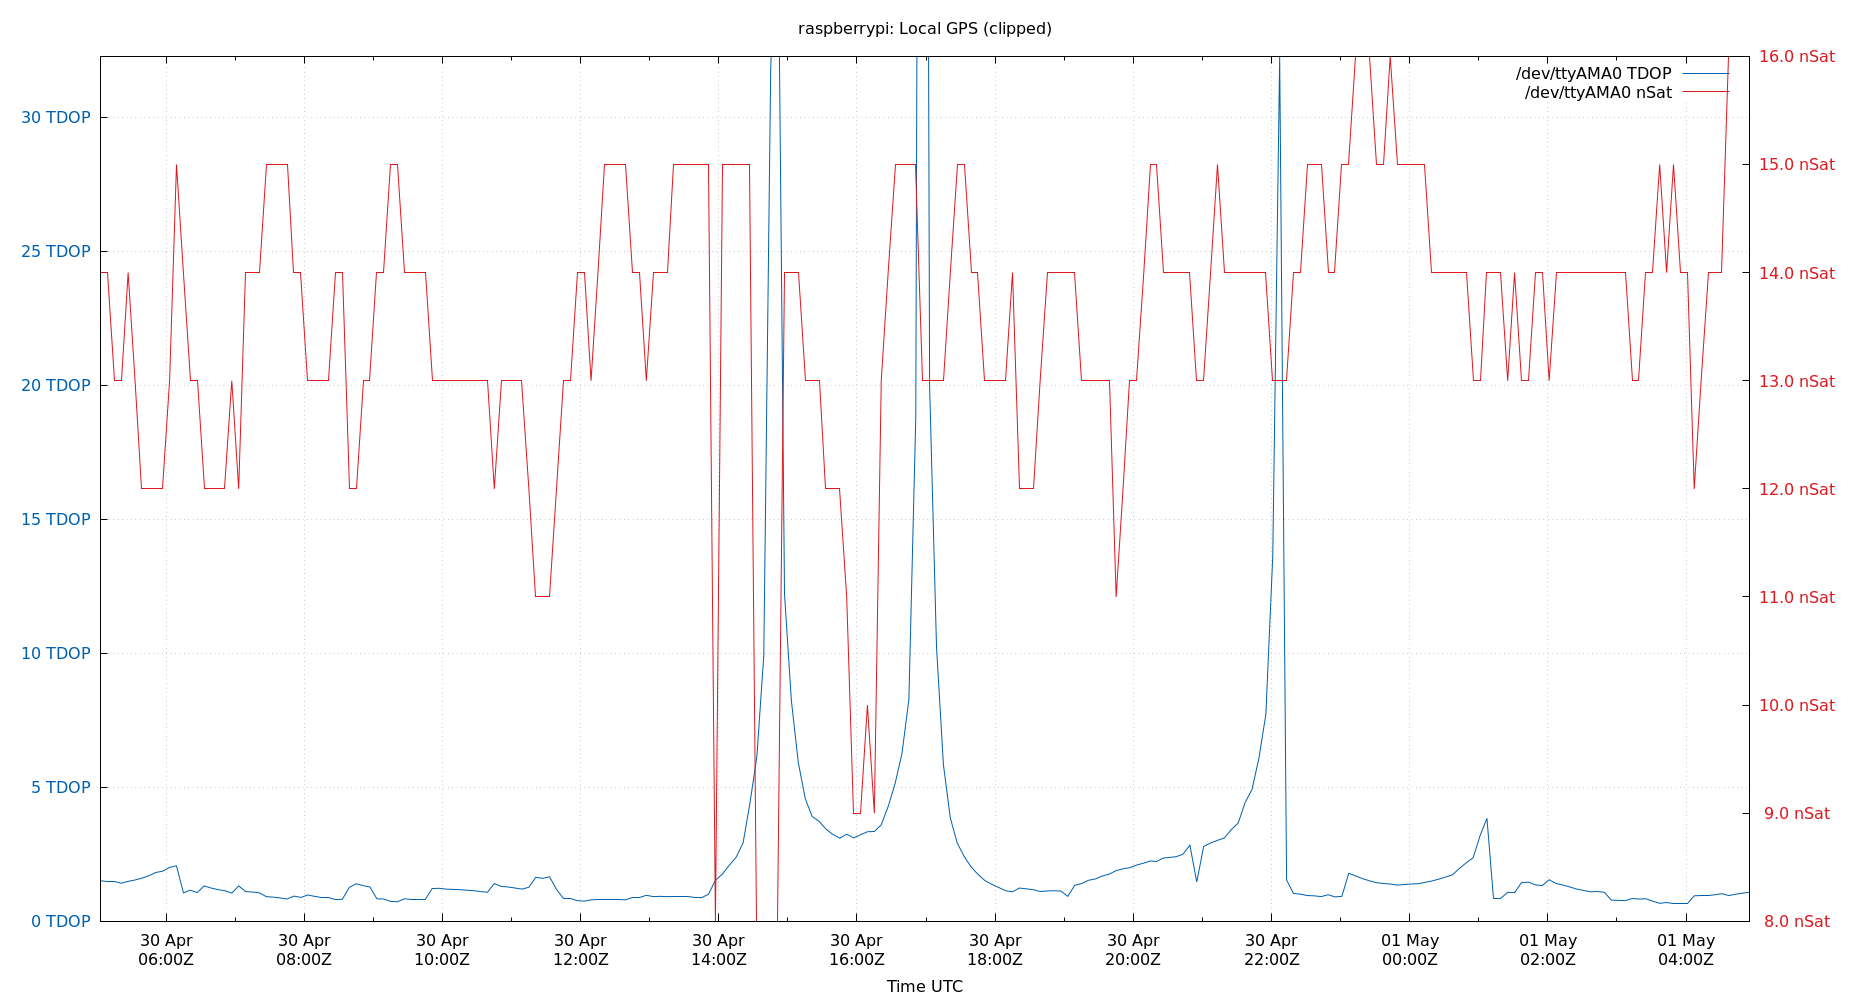 raspberrypi: Local GPS (clipped)
/dev/ttyAMA0 TDOP
/dev/ttyAMA0 nSat
30 TDOP
25 TDOP
20 TDOP
15 TDOP
10 TDOP
5 TDOP
0 TDOP
16.0 nSat
15.0 nSat
14.0 nSat
13.0 nSat
12.0 nSat
11.0 nSat
10.0 nSat
9.0 nSat
8.0 nSat
30 Apr 30 Apr 30 Apr 30 Apr 30 Apr 30 Apr 30 Apr 30 Apr 30 Apr 01 May 01 May 01 May
06:00Z 08:00Z 10:00Z 12:00Z 14:00Z 16:00Z 18:00Z 20:00Z 22:00Z 00:00Z 02:00Z 04:00Z
Time UTC